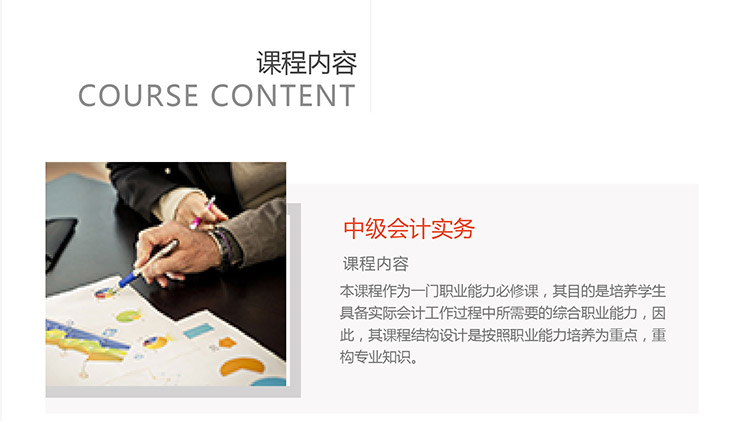 课程内容
COURSE CONTENT
中级会计实务
课程内容
本课程作为一门职业能力必修课，其目的是培养学生
具备实际会计工作过程中所需要的综合职业能力，因
此，其课程结构设计是按照职业能力培养为重点，重
构专业知识。